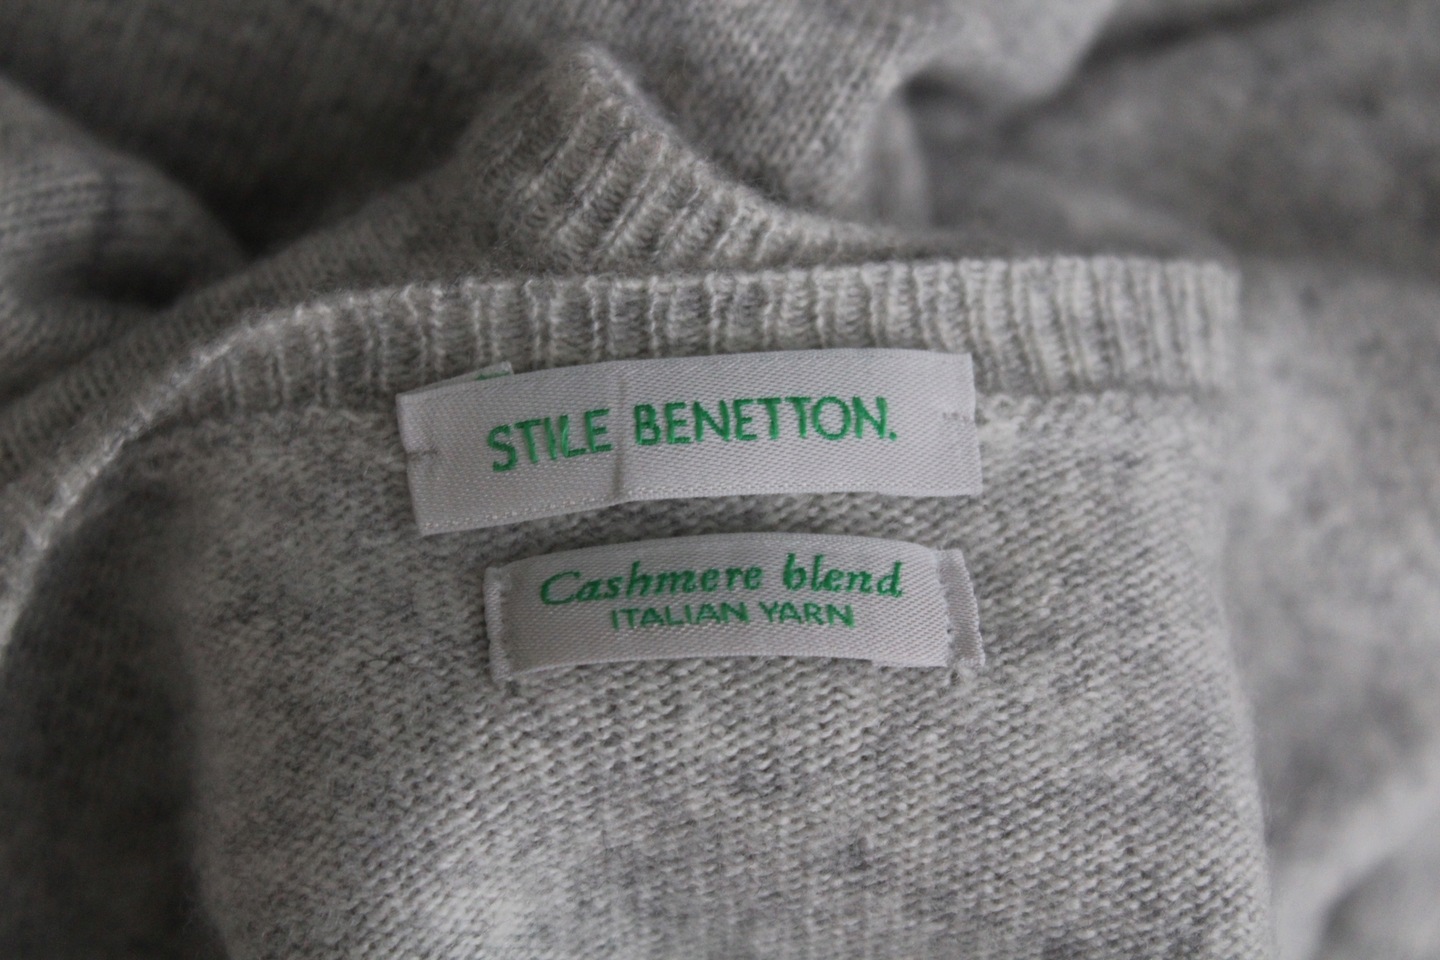 STILE BENETTON.
Cashmere blend
ITALIAN YARN